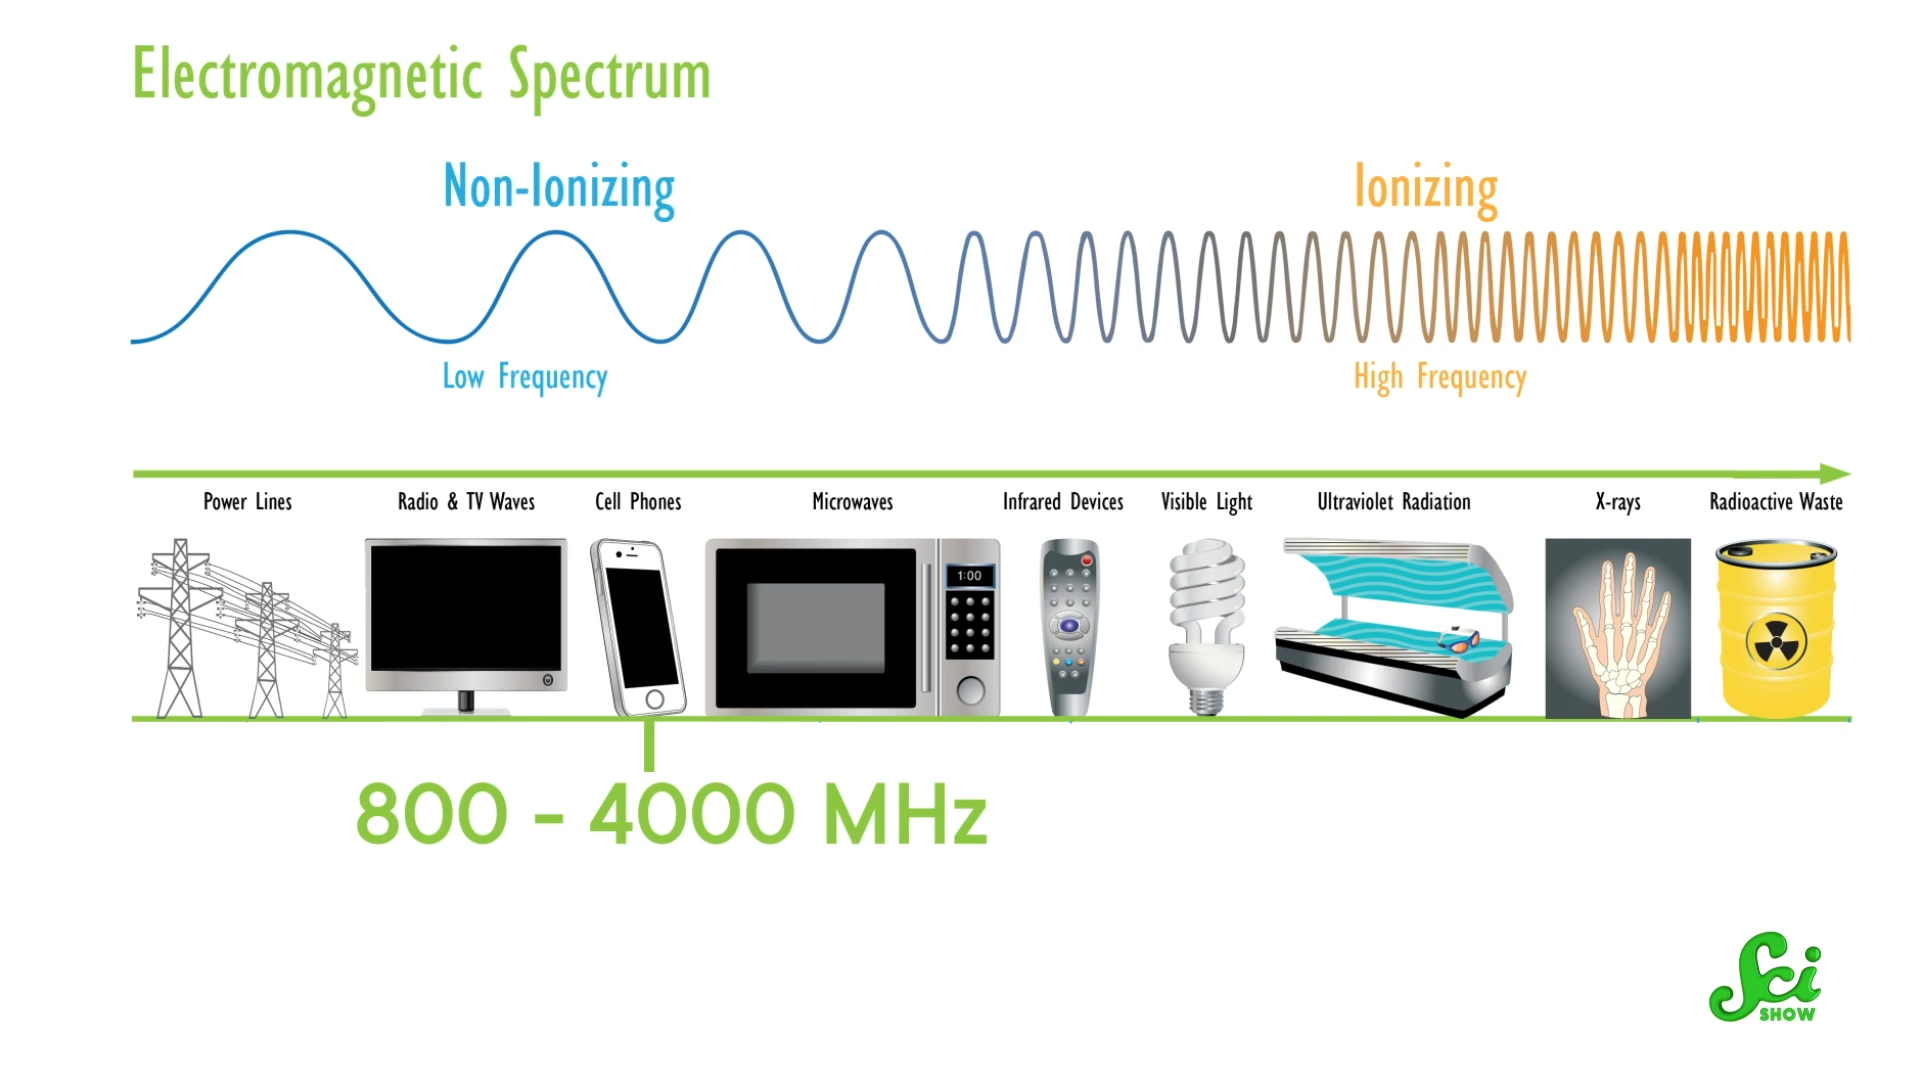 Electromagnetic Spectrum
Non-Ionizing
Ionizing
Low Frequency
High Frequency
Power Lines
Radio & TV Waves
Cell Phones
Microwaves
Infrared Devices
Visible Light
Ultraviolet Radiation
X-rays
Radioactive Waste
1:00
800 - 4000 MHz
Sci
SHOW